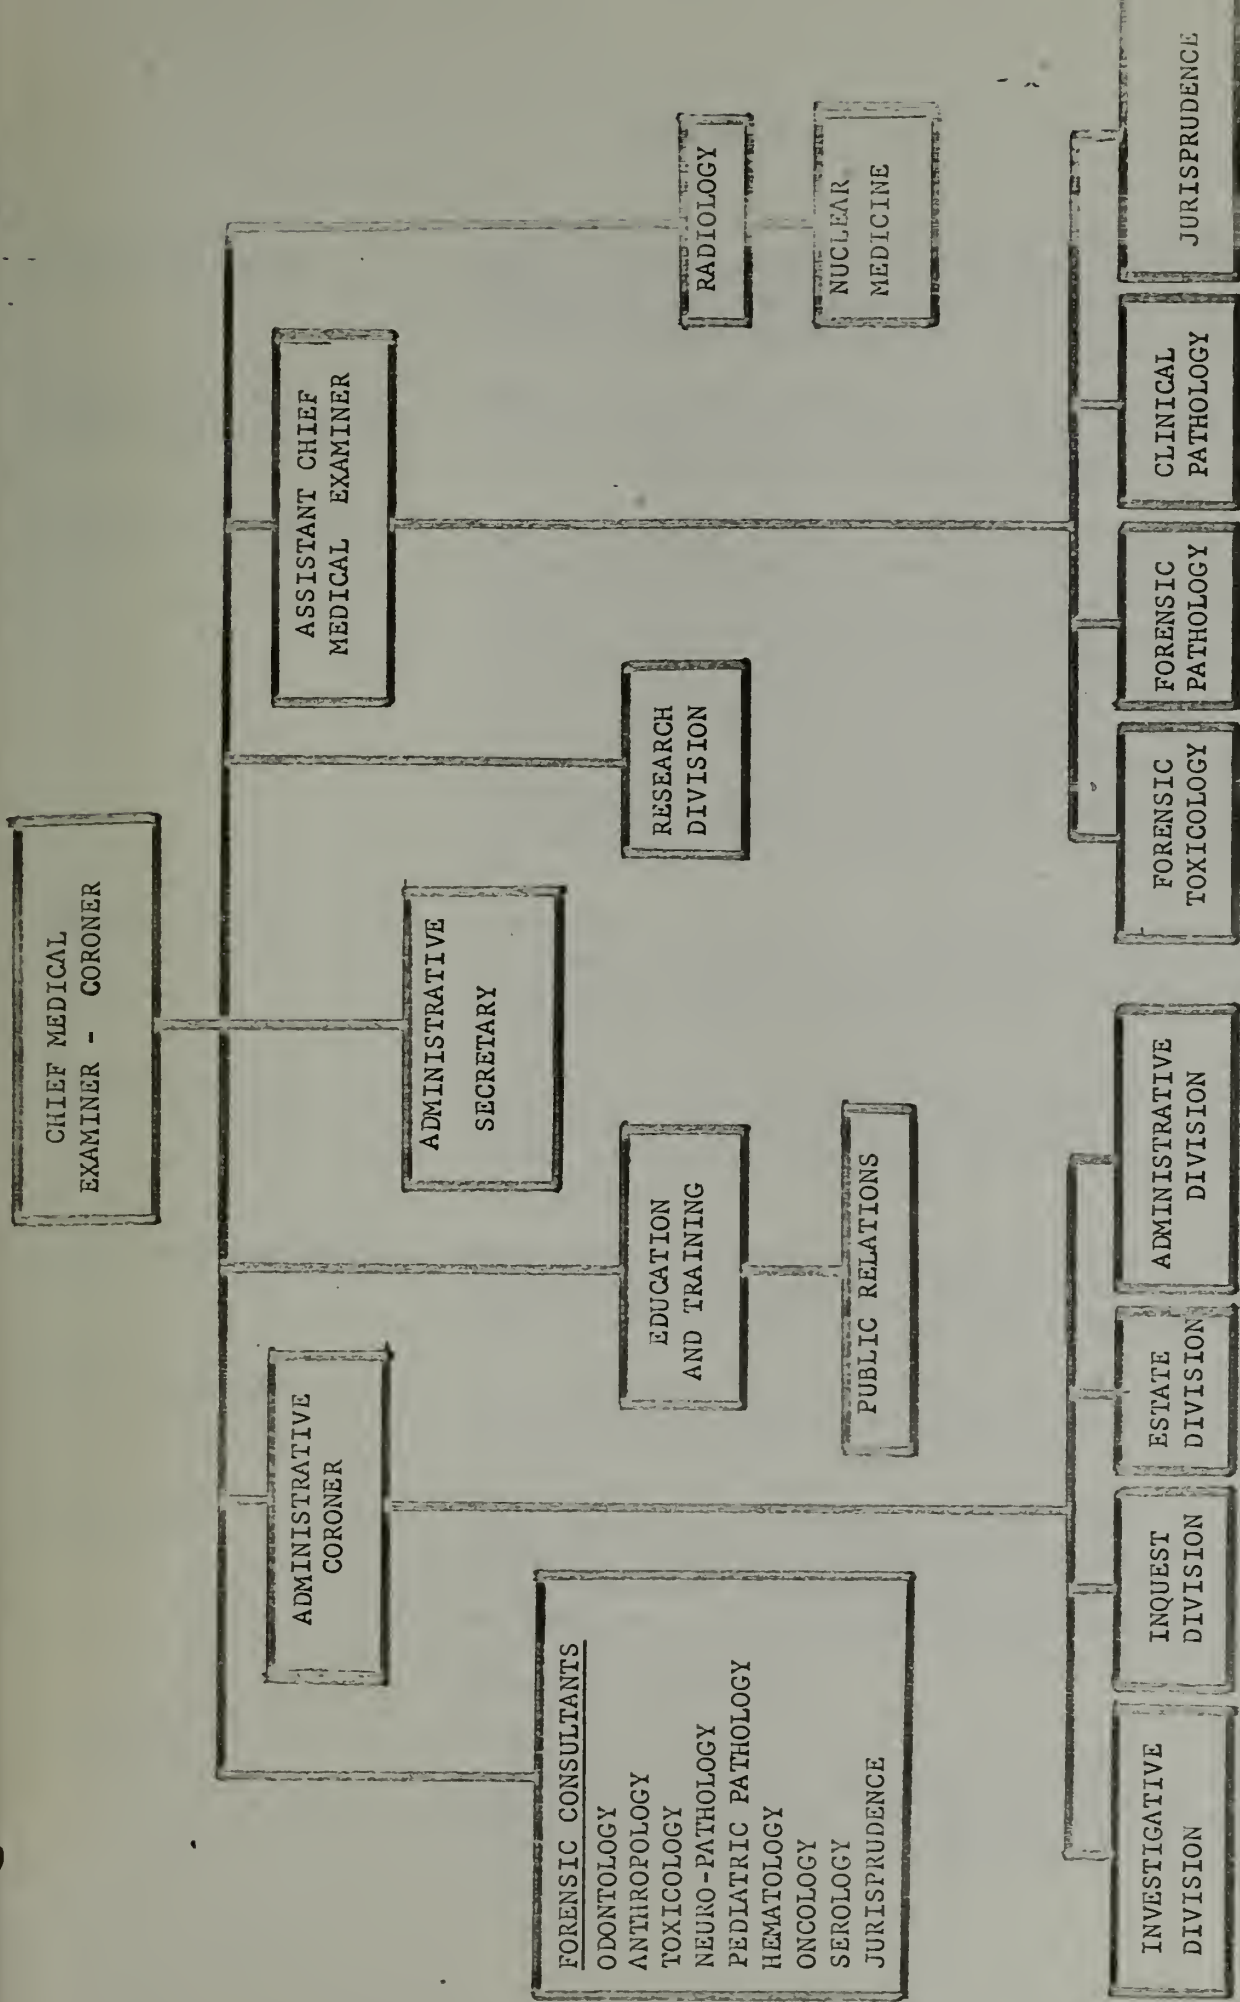 CHIEF MEDICAL
EXAMINER - CORONER
ADMINISTRATIVE
CORONER
ASSISTANT CHIEF
MEDICAL EXAMINER
ADMINISTRATIVE
SECRETARY
FORENSIC CONSULTANTS
ODONTOLOGY
ANTHROPOLOGY
TOXICOLOGY
NEURO-PATHOLOGY
PEDIATRIC PATHOLOGY
HEMATOLOGY
ONCOLOGY
SEROLOGY
JURISPRUDENCE
EDUCATION
AND TRAINING
RESEARCH
DIVISION
RADIOLOGY
PUBLIC RELATIONS
NUCLEAR
MEDICINE
INVESTIGATIVE
DIVISION
INQUEST
DIVISION
ESTATE
DIVISION
ADMINISTRATIVE
DIVISION
FORENSIC
TOXICOLOGY
FORENSIC
PATHOLOGY
CLINICAL
PATHOLOGY
JURISPRUDENCE